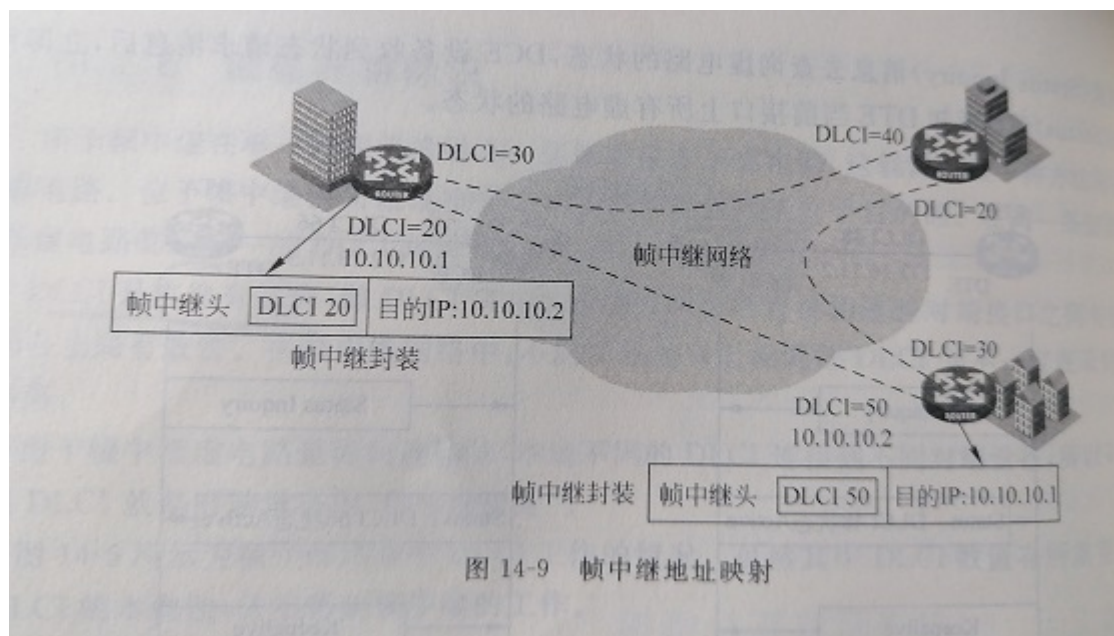 DLCI=30
DLCI=40
ROUTER
ROUTER
DLCI=20
10.10.10.1
DLCI=20
帧中继网络
帧中继头 DLCI 20 目的IP:10.10.10.2
帧中继封装
DLCI=30
ROUTER
DLCI=50
10.10.10.2
帧中继封装 帧中继头 DLCI 50 目的IP:10.10.10.1
图 14-9 帧中继地址映射